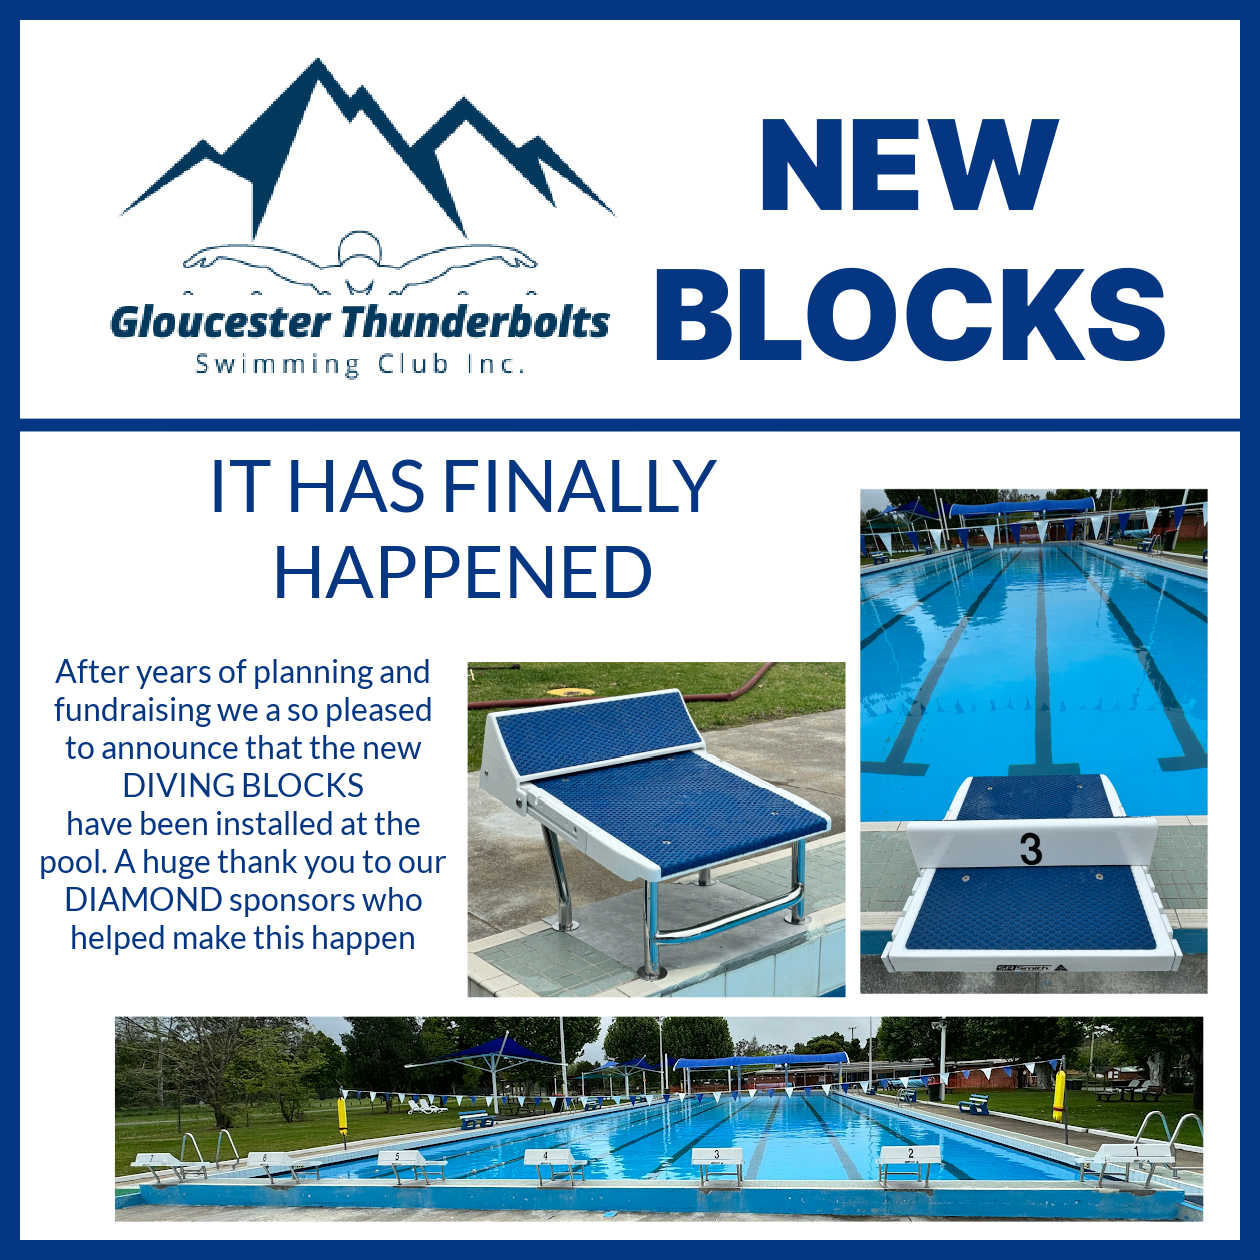 Gloucester Thunderbolts
Swimming Club Inc.
NEW
BLOCKS
IT HAS FINALLY
HAPPENED
After years of planning and
fundraising we a so pleased
to announce that the new
DIVING BLOCKS
have been installed at the
pool. A huge thank you to our
DIAMOND sponsors who
helped make this happen
3
SRSmith
7 6 5 4 3 2 1